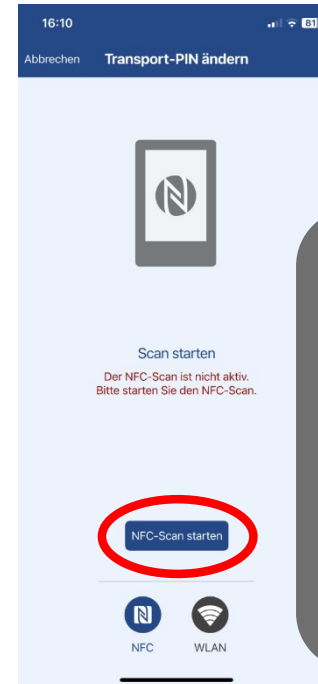 16:10
81
Abbrechen Transport-PIN ändern
Scan starten
Der NFC-Scan ist nicht aktiv.
Bitte starten Sie den NFC-Scan.
NFC-Scan starten
NFC WLAN